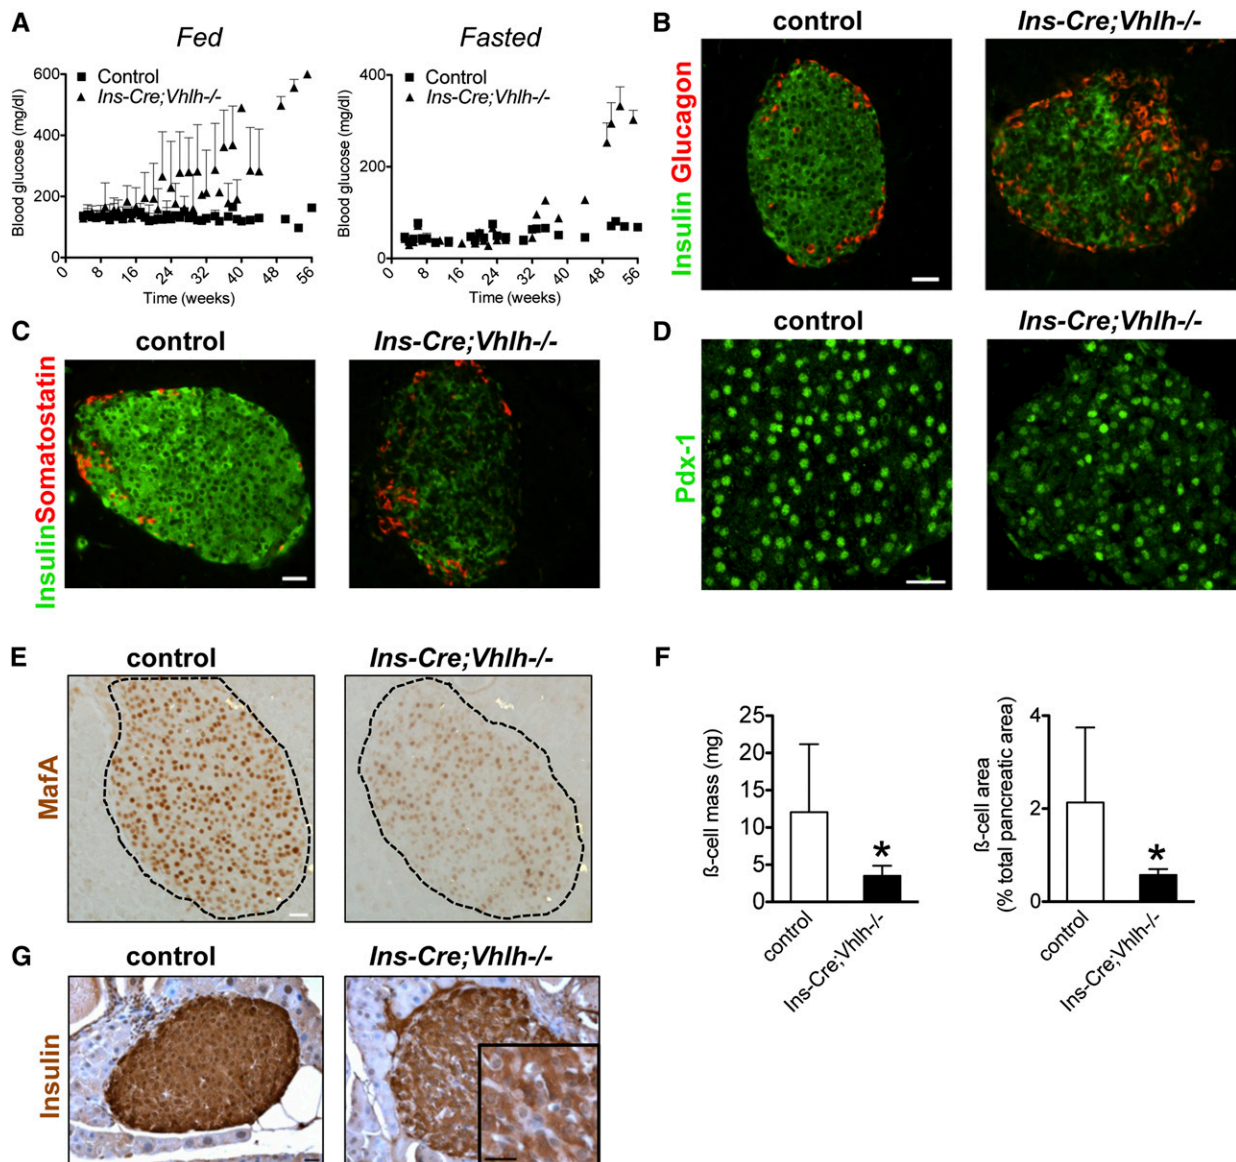 A
Fed
Fasted
Blood glucose (mg/dl)
600
400
200
0
Control
Ins-Cre;Vhlh-/-
0 8 16 24 32 40 48 56
Time (weeks)
Blood glucose (mg/dl)
400
200
0
Control
Ins-Cre;Vhlh-/-
0 8 16 24 32 40 48 56
Time (weeks)
B
control
Ins-Cre;Vhlh-/-
Insulin Glucagon
C
control
Ins-Cre;Vhlh-/-
InsulinSomatostatin
D
control
Ins-Cre;Vhlh-/-
Pdx-1
E
control
Ins-Cre;Vhlh-/-
MafA
F
ß-cell mass (mg)
25
20
15
10
5
0
*
control
Ins-Cre;Vhlh-/-
ß-cell area
(% total pancreatic area)
4
2
0
*
control
Ins-Cre;Vhlh-/-
G
control
Ins-Cre;Vhlh-/-
Insulin